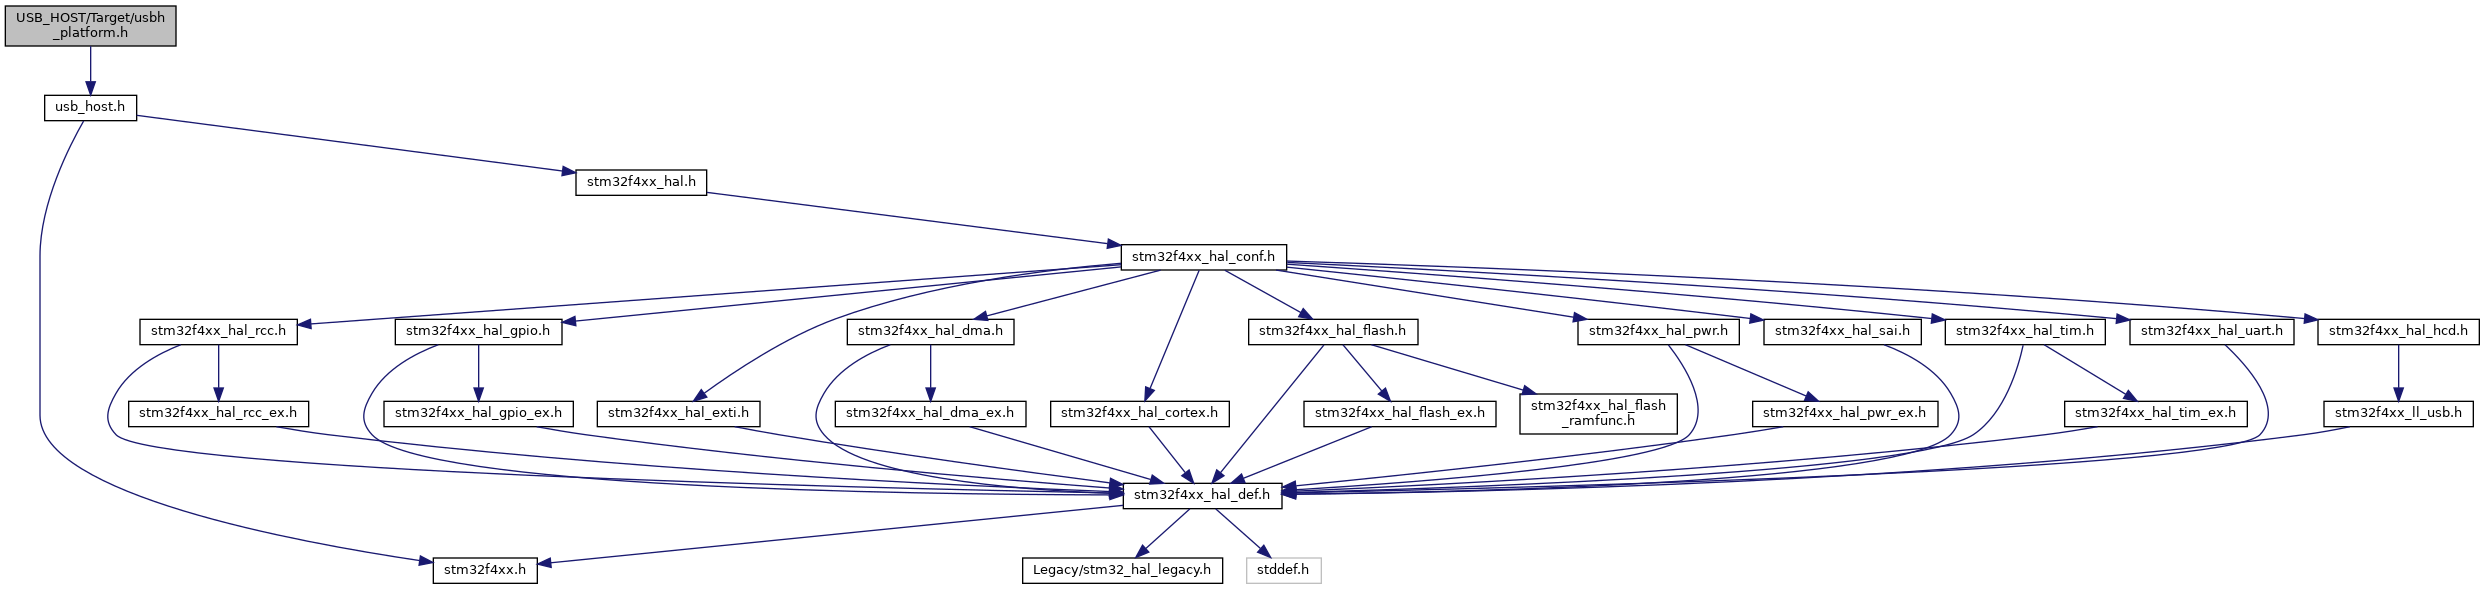 USB_HOST/Target/usbh
_platform.h
usb_host.h
stm32f4xx_hal.h
stm32f4xx_hal_conf.h
stm32f4xx_hal_rcc.h
stm32f4xx_hal_gpio.h
stm32f4xx_hal_dma.h
stm32f4xx_hal_flash.h
stm32f4xx_hal_pwr.h
stm32f4xx_hal_sai.h
stm32f4xx_hal_tim.h
stm32f4xx_hal_uart.h
stm32f4xx_hal_hcd.h
stm32f4xx_hal_rcc_ex.h
stm32f4xx_hal_gpio_ex.h
stm32f4xx_hal_exti.h
stm32f4xx_hal_dma_ex.h
stm32f4xx_hal_cortex.h
stm32f4xx_hal_flash_ex.h
stm32f4xx_hal_flash
_ramfunc.h
stm32f4xx_hal_pwr_ex.h
stm32f4xx_hal_tim_ex.h
stm32f4xx_ll_usb.h
stm32f4xx_hal_def.h
stm32f4xx.h
Legacy/stm32_hal_legacy.h
stddef.h